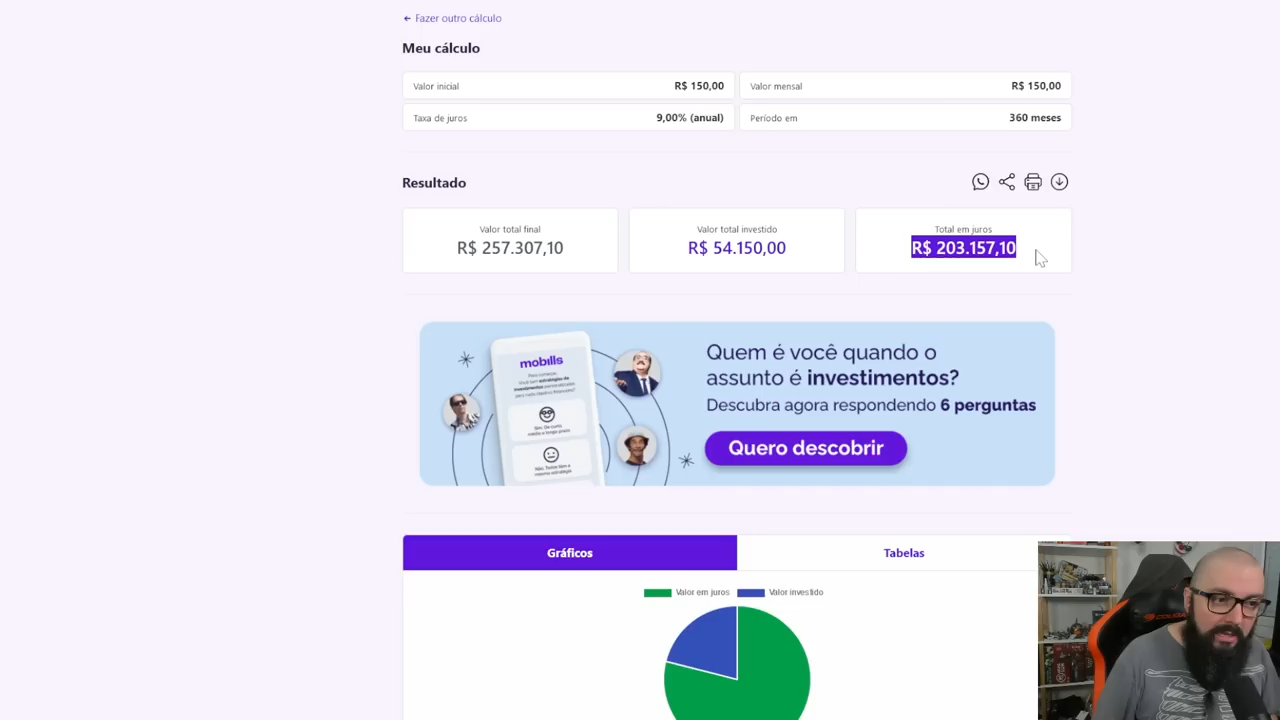 ← Fazer outro cálculo
Meu cálculo
Valor inicial R$ 150,00
Valor mensal R$ 150,00
Taxa de juros 9,00% (anual)
Período em 360 meses
Resultado
Valor total final
R$ 257.307,10
Valor total investido
R$ 54.150,00
Total em juros
R$ 203.157,10
mobills
Quem é você quando o
assunto é investimentos?
Descubra agora respondendo 6 perguntas
Quero descobrir
Gráficos
Tabelas
Valor em juros
Valor investido
COUGAR